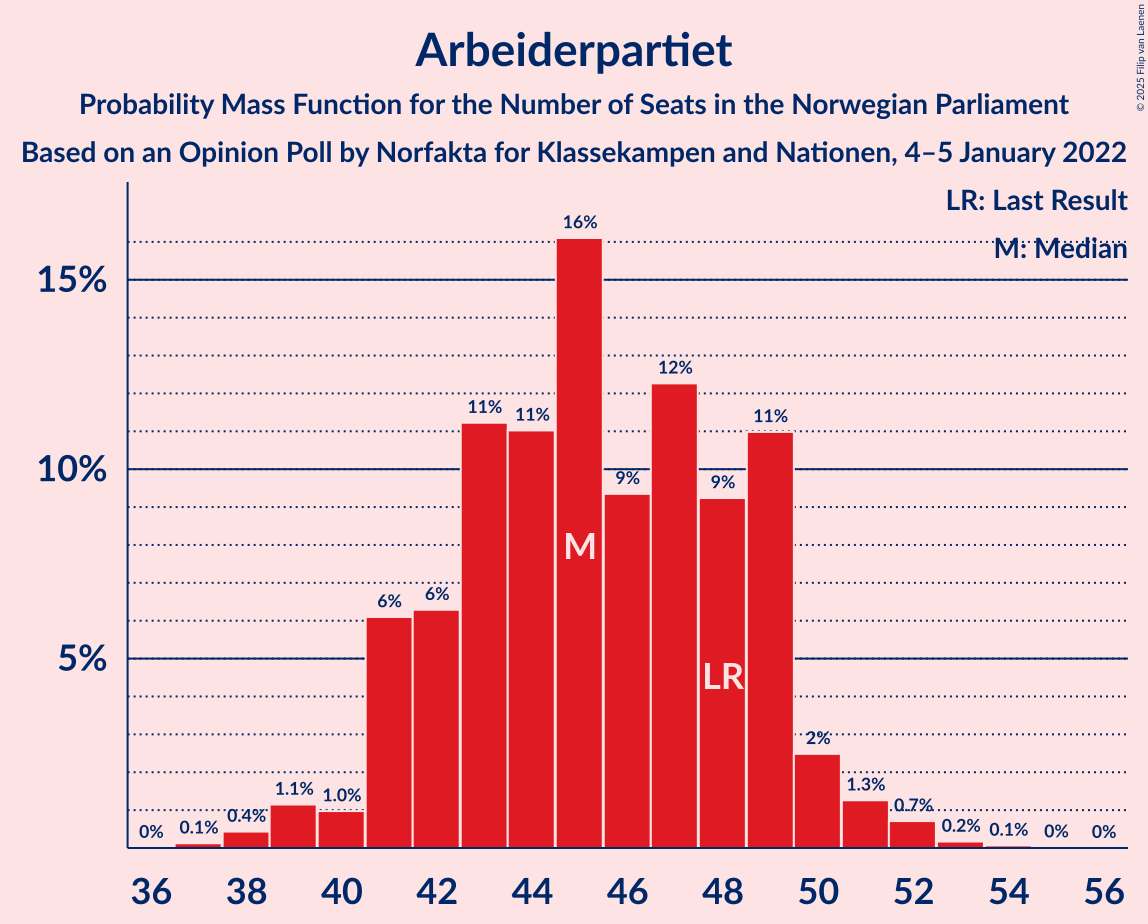 Arbeiderpartiet
Probability Mass Function for the Number of Seats in the Norwegian Parliament
Based on an Opinion Poll by Norfakta for Klassekampen and Nationen, 4–5 January 2022
© 2025 Filip van Laenen
LR: Last Result
M: Median
15%
10%
5%
0%
0.1%
0.4%
1.1%
1.0%
6%
6%
11%
11%
16%
9%
12%
9%
11%
2%
1.3%
0.7%
0.2%
0.1%
0%
0%
M
LR
36 38 40 42 44 46 48 50 52 54 56